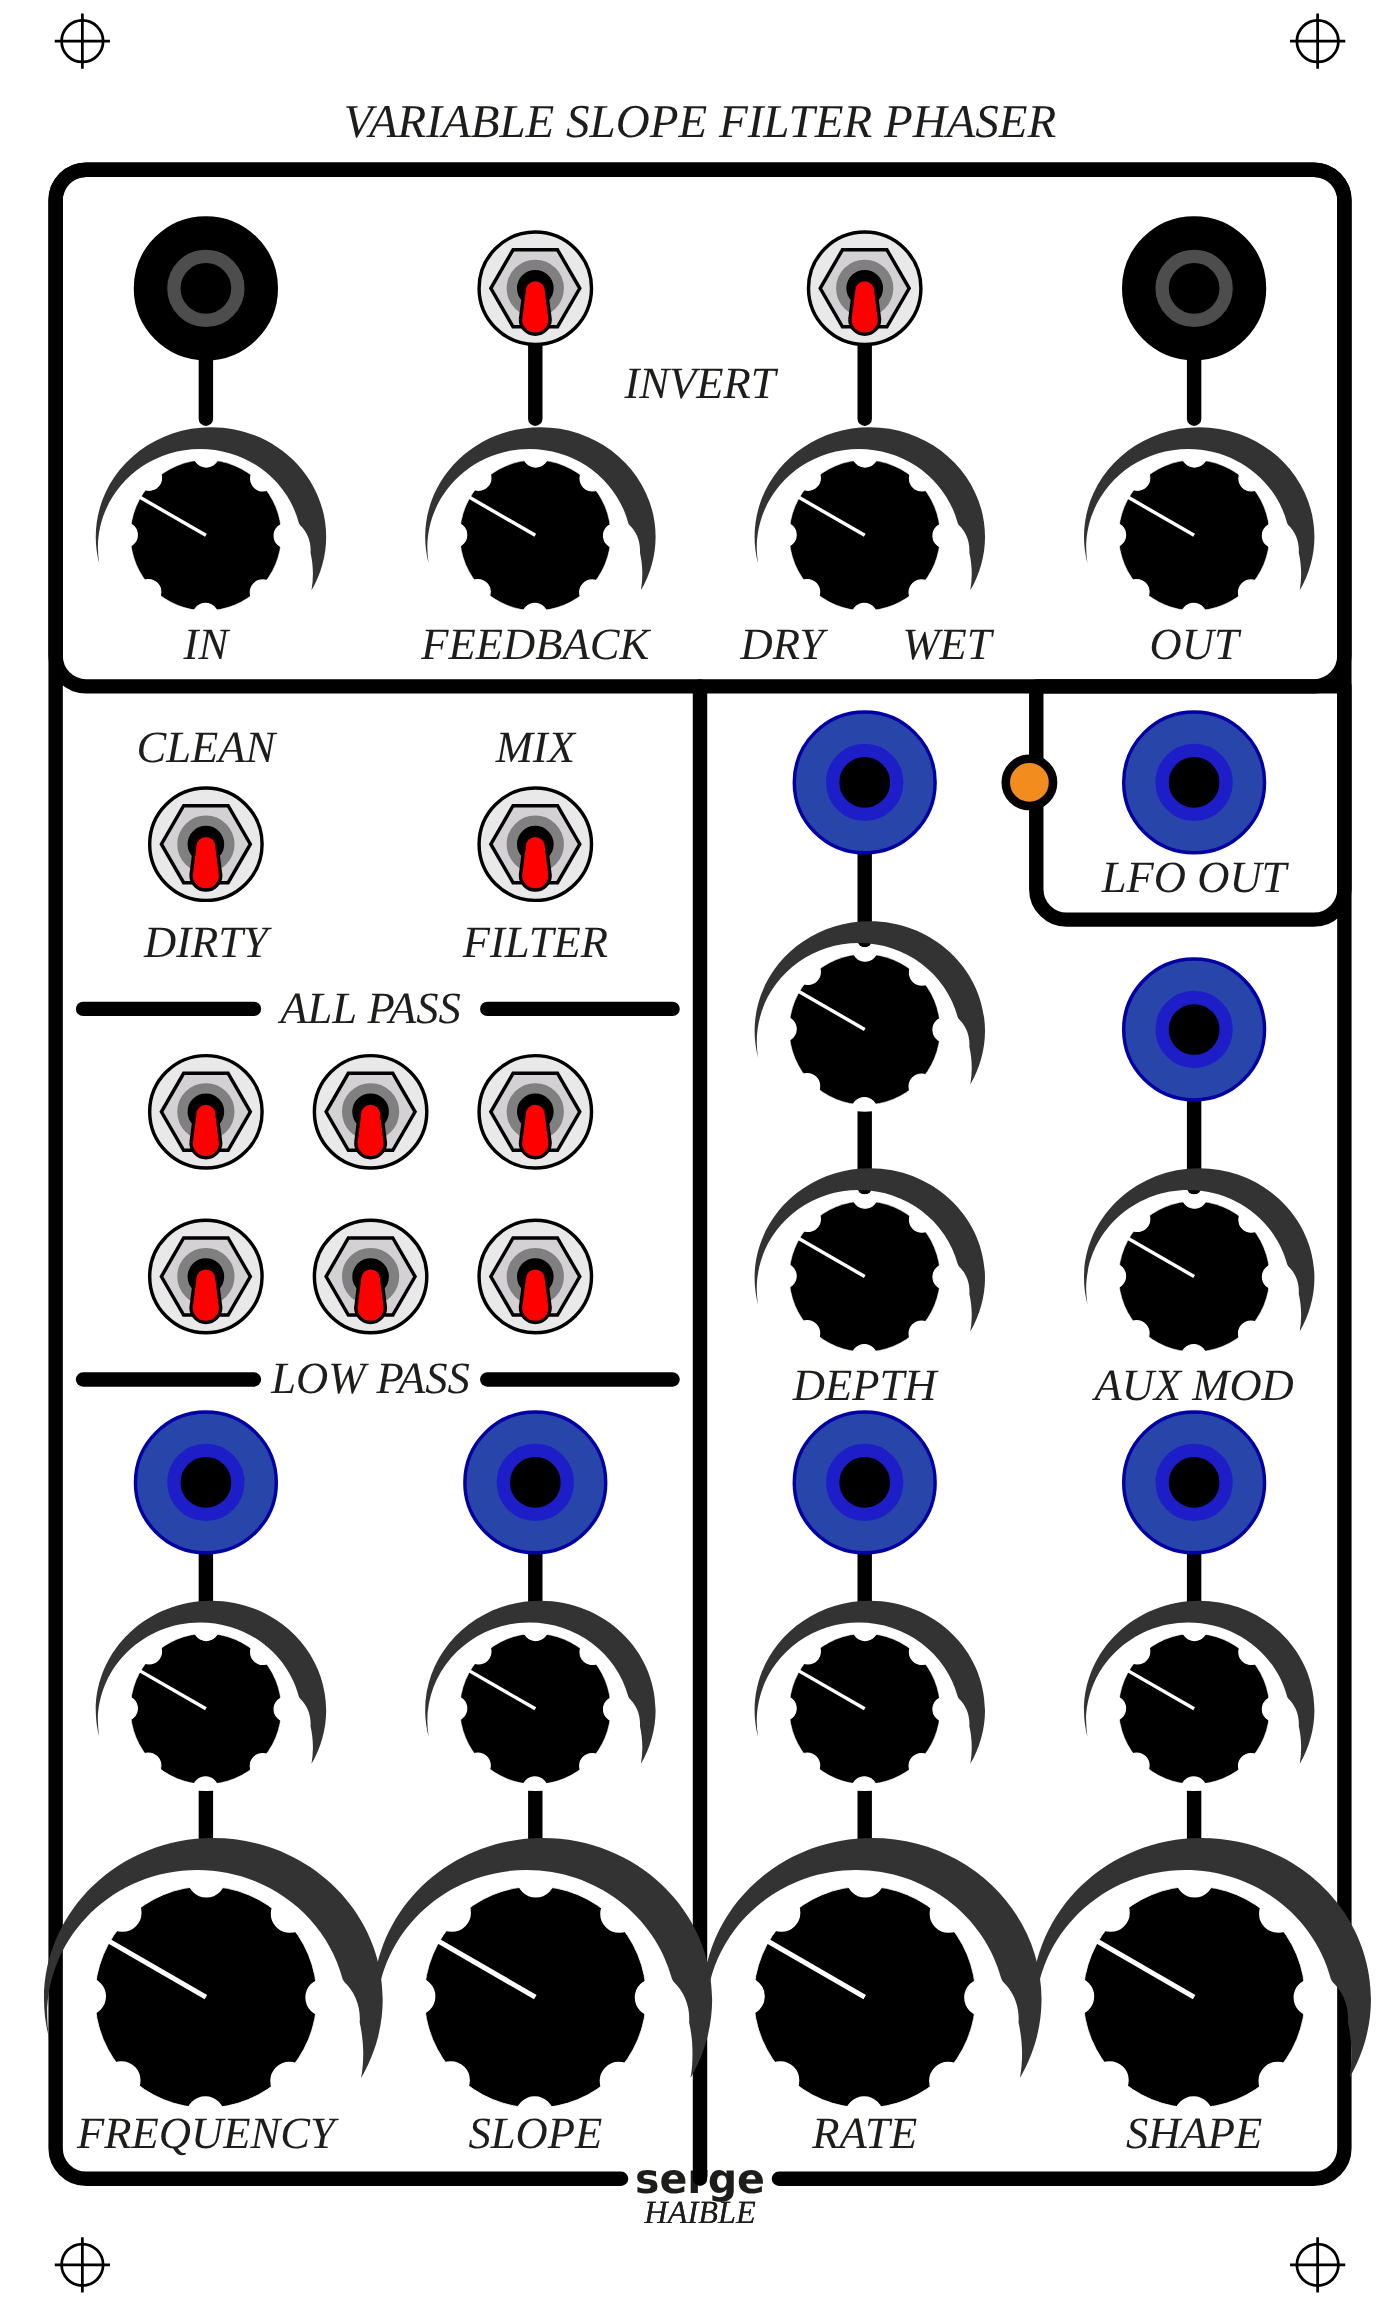 VARIABLE SLOPE FILTER PHASER
INVERT
IN FEEDBACK DRY WET OUT
CLEAN MIX
LFO OUT
DIRTY FILTER
ALL PASS
LOW PASS
DEPTH AUX MOD
FREQUENCY SLOPE RATE SHAPE
serge
HAIBLE